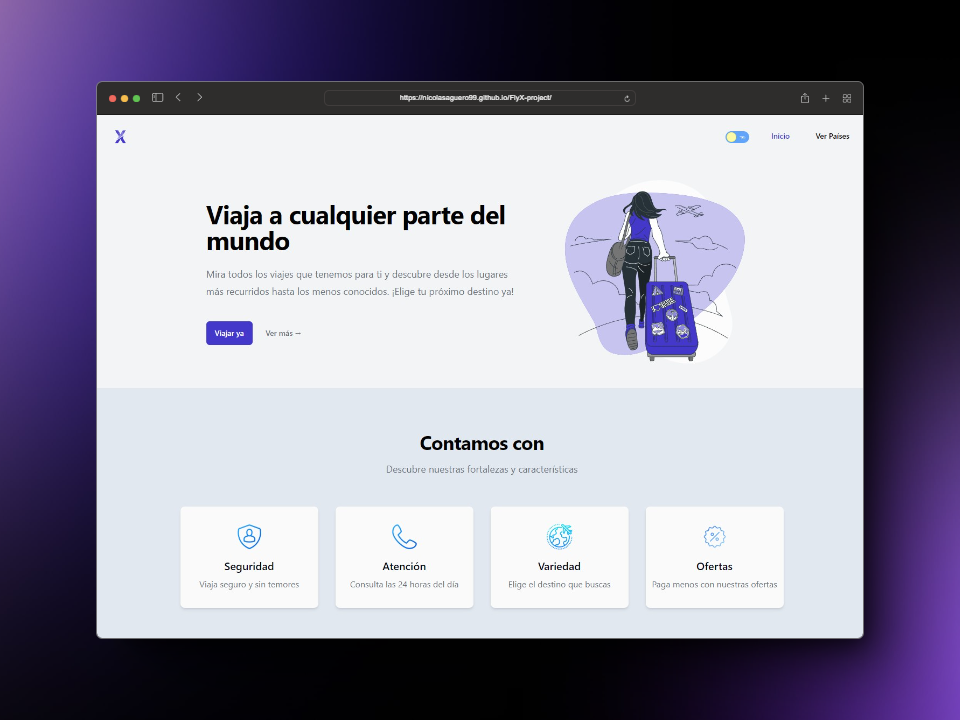 https://nicolasaguero99.github.io/FlyX-project/
X
Inicio
Ver Países
Viaja a cualquier parte del
mundo
Mira todos los viajes que tenemos para ti y descubre desde los lugares
más recurridos hasta los menos conocidos. ¡Elige tu próximo destino ya!
Viajar ya
Ver más →
Contamos con
Descubre nuestras fortalezas y características
Seguridad
Viaja seguro y sin temores
Atención
Consulta las 24 horas del día
Variedad
Elige el destino que buscas
Ofertas
Paga menos con nuestras ofertas